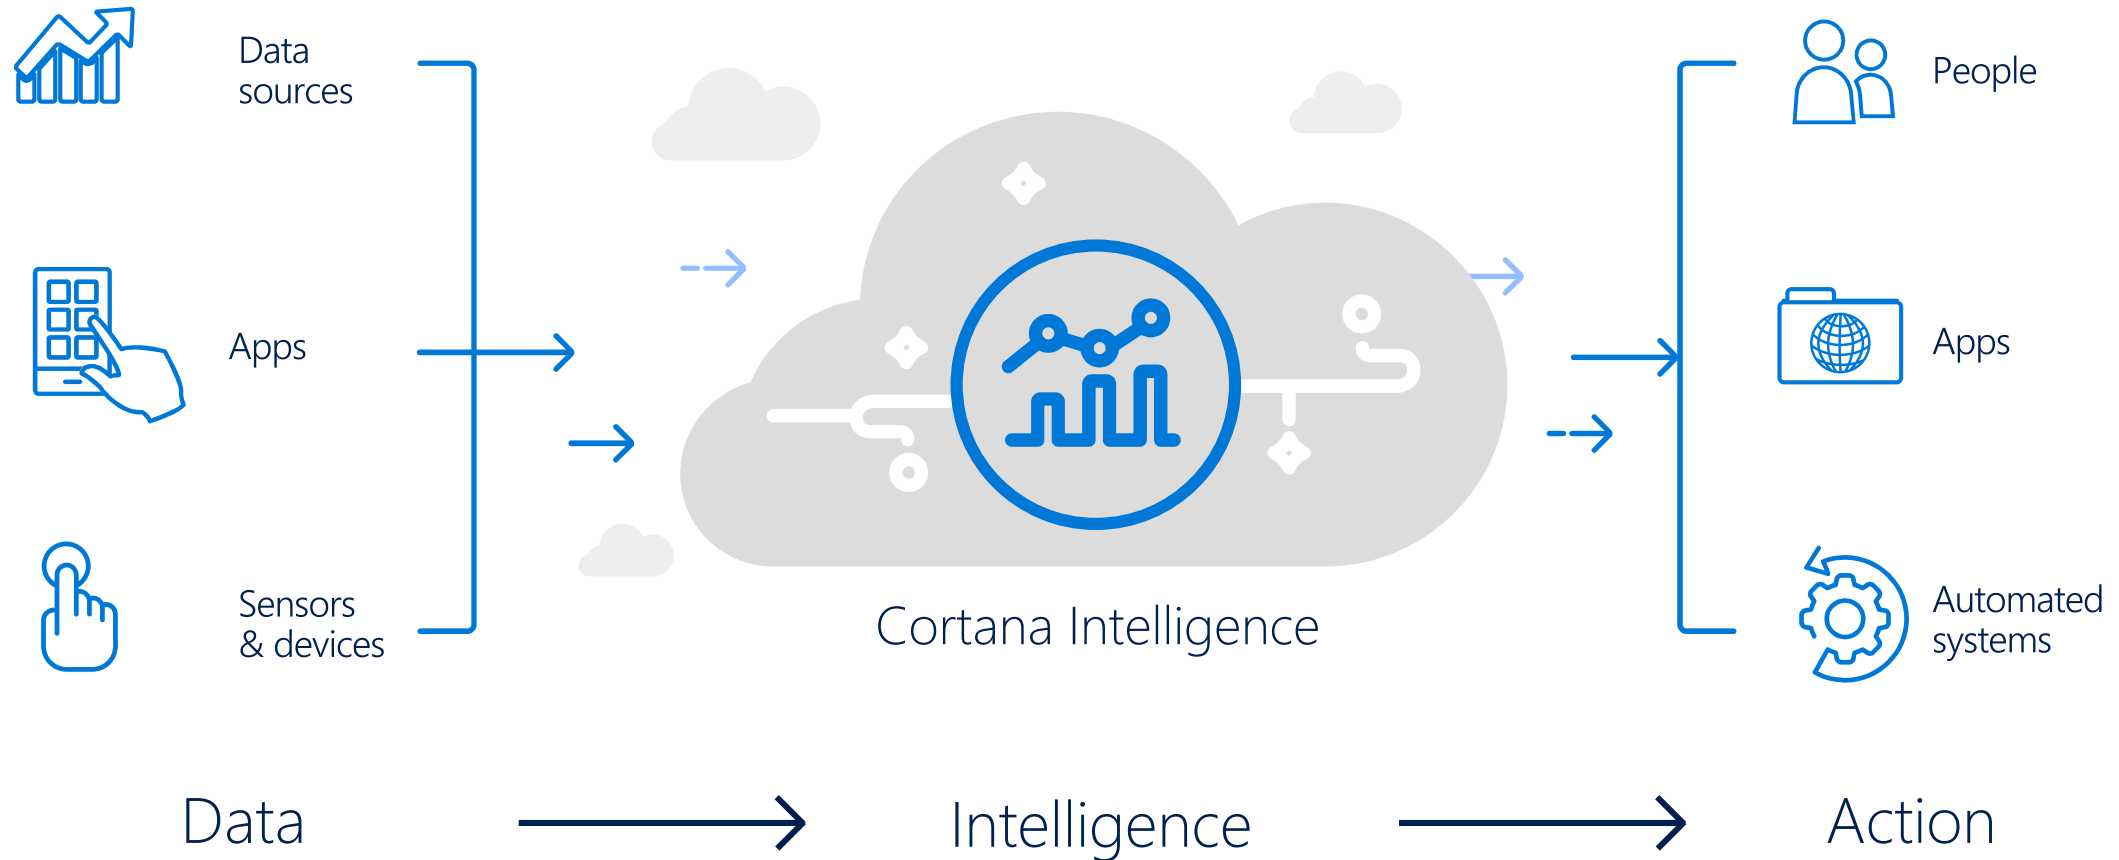 Data
sources
Apps
Sensors
& devices
Cortana Intelligence
People
Apps
Automated
systems
Data
Intelligence
Action